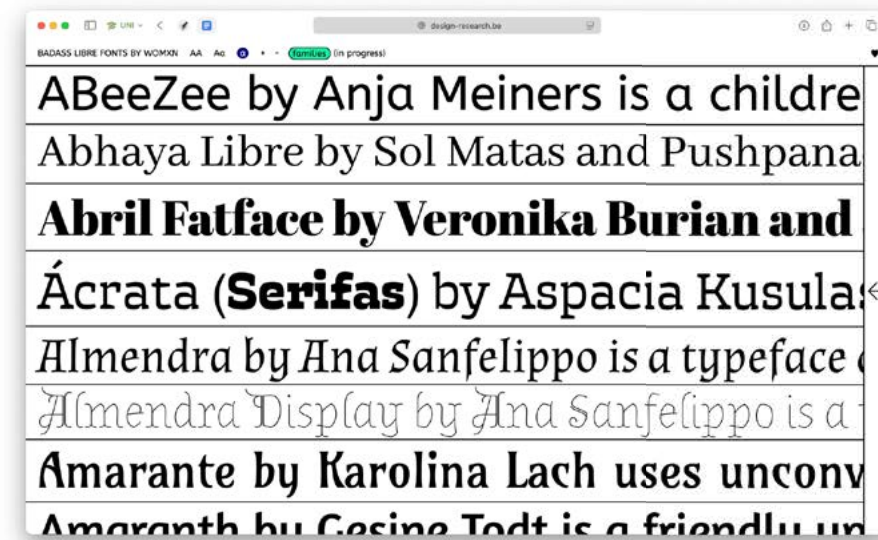 UNI
design-research.be
BADASS LIBRE FONTS BY WOMXN AA Aa a families (in progress)
ABeeZee by Anja Meiners is a childre
Abhaya Libre by Sol Matas and Pushpana
Abril Fatface by Veronika Burian and
Ácrata (Serifas) by Aspacia Kusulas
Almendra by Ana Sanfelippo is a typeface
Almendra Display by Ana Sanfelippo is a
Amarante by Karolina Lach uses unconv
Amaranth by Gesine Todt is a friendly up